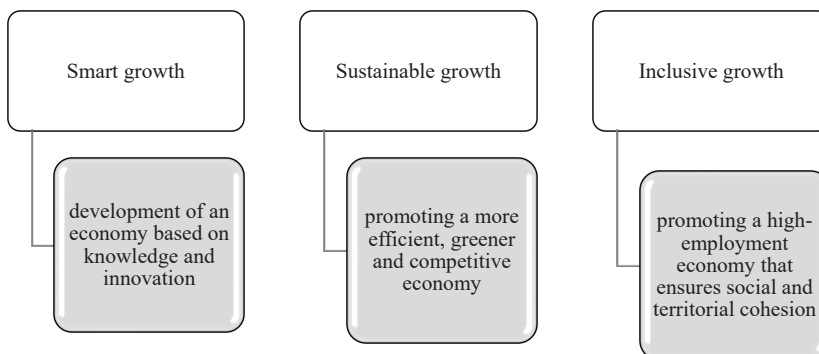 Smart growth
development of an
economy based on
knowledge and
innovation
Sustainable growth
promoting a more
efficient, greener
and competitive
economy
Inclusive growth
promoting a high-
employment
economy that
ensures social and
territorial cohesion